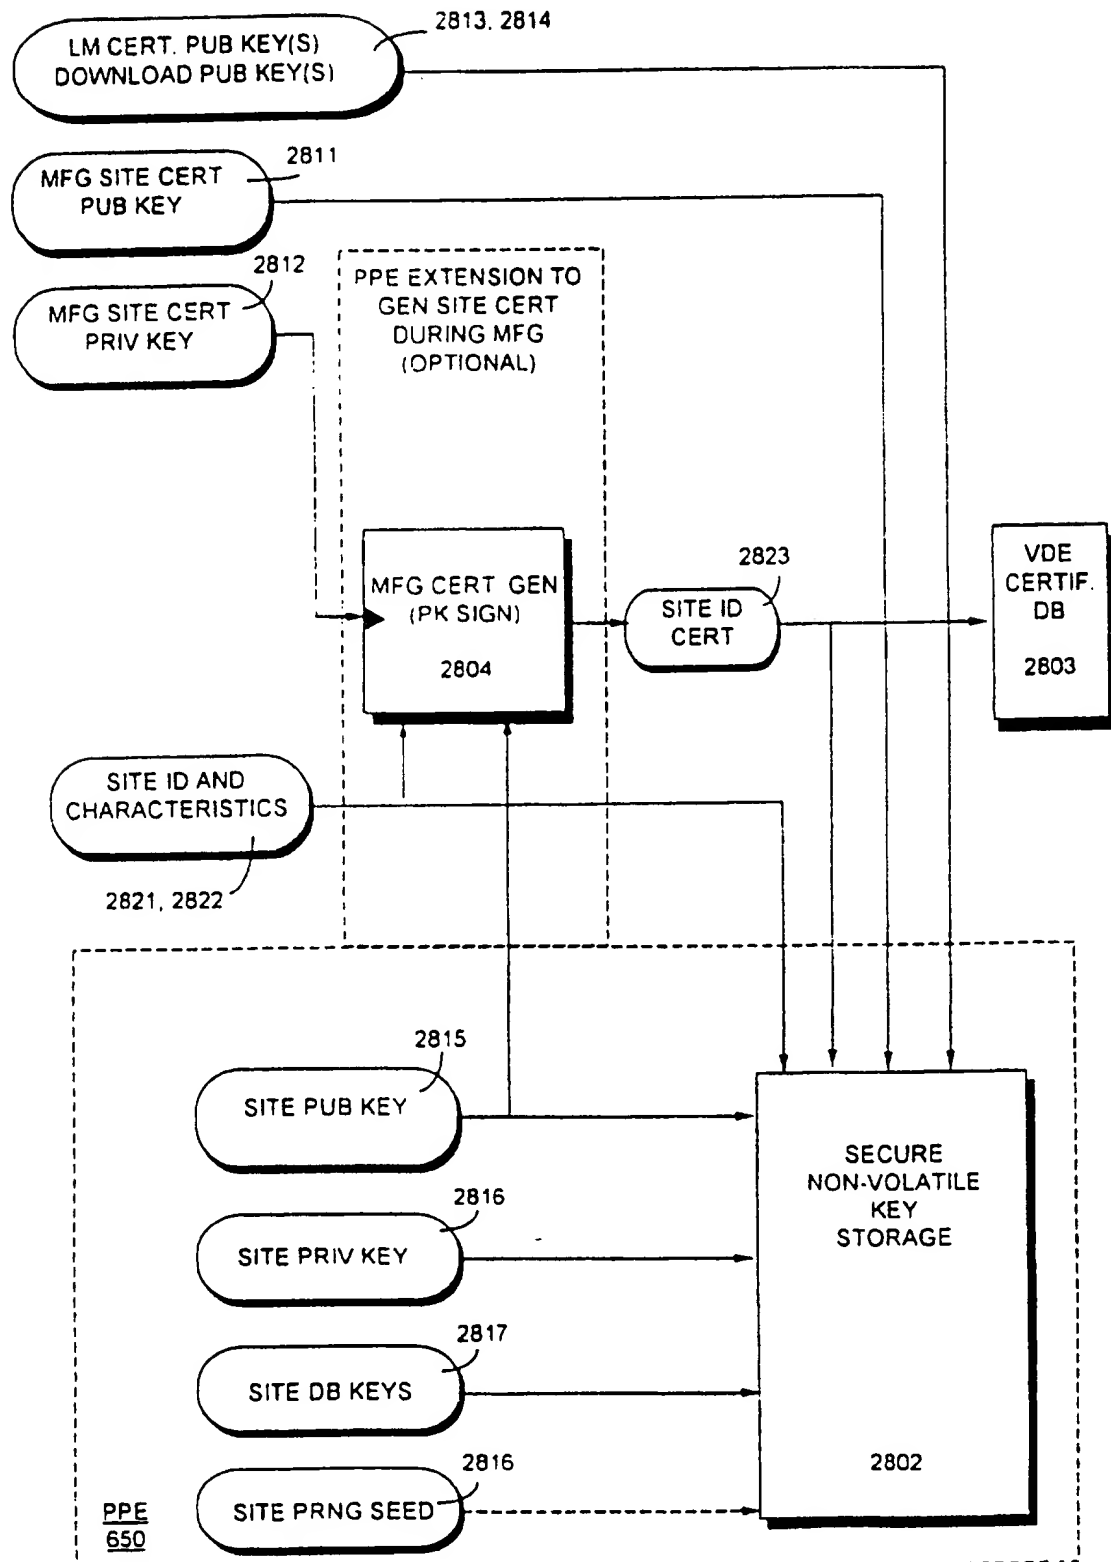 2813, 2814
LM CERT. PUB KEY(S)
DOWNLOAD PUB KEY(S)
2811
MFG SITE CERT
PUB KEY
2812
MFG SITE CERT
PRIV KEY
PPE EXTENSION TO
GEN SITE CERT
DURING MFG
(OPTIONAL)
MFG CERT GEN
(PK SIGN)
2804
2823
SITE ID
CERT
VDE
CERTIF.
DB
2803
SITE ID AND
CHARACTERISTICS
2821, 2822
2815
SITE PUB KEY
2816
SITE PRIV KEY
2817
SITE DB KEYS
2816
SITE PRNG SEED
SECURE
NON-VOLATILE
KEY
STORAGE
2802
PPE
650